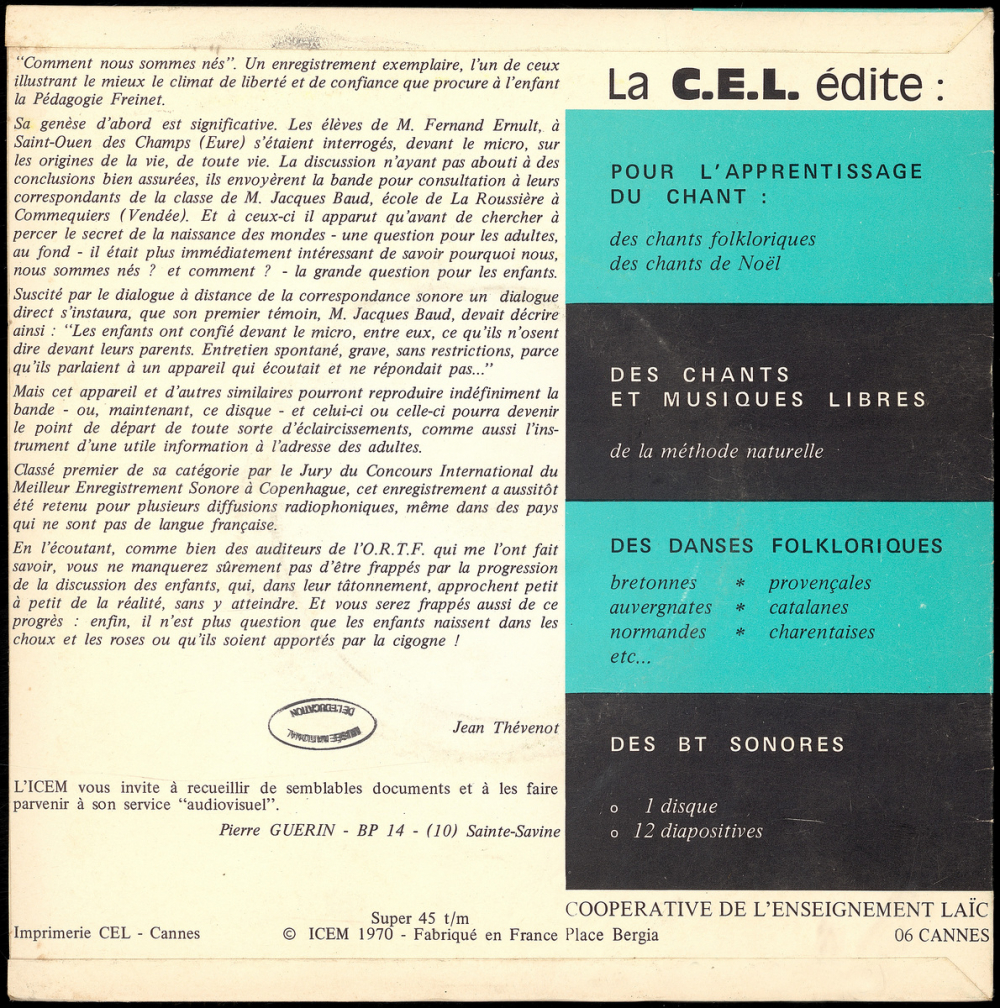 “Comment nous sommes nés”. Un enregistrement exemplaire, l’un de ceux
illustrant le mieux le climat de liberté et de confiance que procure à l’enfant
la Pédagogie Freinet.
Sa genèse d’abord est significative. Les élèves de M. Fernand Ernult, à
Saint-Ouen des Champs (Eure) s’étaient interrogés, devant le micro, sur
les origines de la vie, de toute vie. La discussion n’ayant pas abouti à des
conclusions bien assurées, ils envoyèrent la bande pour consultation à leurs
correspondants de la classe de M. Jacques Baud, école de La Roussière à
Commequiers (Vendée). Et à ceux-ci il apparut qu’avant de chercher à
percer le secret de la naissance des mondes - une question pour les adultes,
au fond - il était plus immédiatement intéressant de savoir pourquoi nous,
nous sommes nés ? et comment ? - la grande question pour les enfants.
Suscité par le dialogue à distance de la correspondance sonore un dialogue
direct s’instaura, que son premier témoin, M. Jacques Baud, devait décrire
ainsi : “Les enfants ont confié devant le micro, entre eux, ce qu’ils n’osent
dire devant leurs parents. Entretien spontané, grave, sans restrictions, parce
qu’ils parlaient à un appareil qui écoutait et ne répondait pas...”
Mais cet appareil et d’autres similaires pourront reproduire indéfiniment la
bande - ou, maintenant, ce disque - et celui-ci ou celle-ci pourra devenir
le point de départ de toute sorte d’éclaircissements, comme aussi l’ins-
trument d’une utile information à l’adresse des adultes.
Classé premier de sa catégorie par le Jury du Concours International du
Meilleur Enregistrement Sonore à Copenhague, cet enregistrement a aussitôt
été retenu pour plusieurs diffusions radiophoniques, même dans des pays
qui ne sont pas de langue française.
En l’écoutant, comme bien des auditeurs de l’O.R.T.F. qui me l’ont fait
savoir, vous ne manquerez sûrement pas d’être frappés par la progression
de la discussion des enfants, qui, dans leur tâtonnement, approchent petit
à petit de la réalité, sans y atteindre. Et vous serez frappés aussi de ce
progrès : enfin, il n’est plus question que les enfants naissent dans les
choux et les roses ou qu’ils soient apportés par la cigogne !
MUSÉE NATIONAL
DE L'ÉDUCATION
Jean Thévenot
L’ICEM vous invite à recueillir de semblables documents et à les faire
parvenir à son service “audiovisuel”.
Pierre GUERIN - BP 14 - (10) Sainte-Savine
Super 45 t/m
Imprimerie CEL - Cannes
© ICEM 1970 - Fabriqué en France
La C.E.L. édite :
POUR L’APPRENTISSAGE
DU CHANT :
des chants folkloriques
des chants de Noël
DES CHANTS
ET MUSIQUES LIBRES
de la méthode naturelle
DES DANSES FOLKLORIQUES
bretonnes * provençales
auvergnates * catalanes
normandes * charentaises
etc...
DES BT SONORES
o 1 disque
o 12 diapositives
COOPERATIVE DE L’ENSEIGNEMENT LAÏC
Place Bergia 06 CANNES